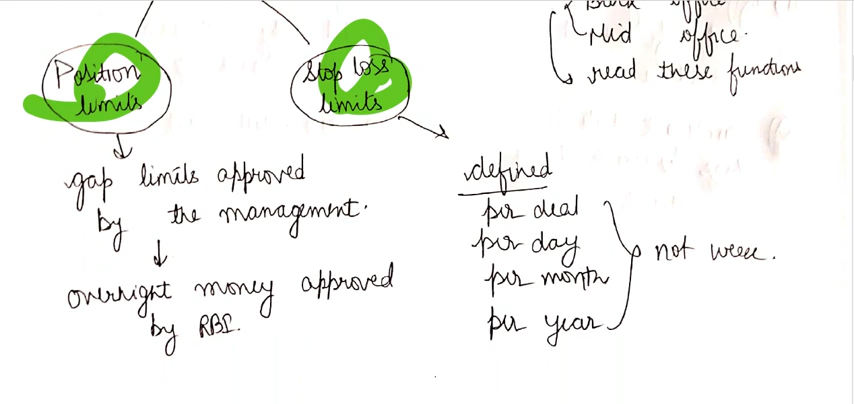 office
Mid office.
read these functions
Position
limits
Stop loss
limits
gap limits approved
by the management.
overnight money approved
by RBI.
defined
per deal
per day
per month
per year
not week.